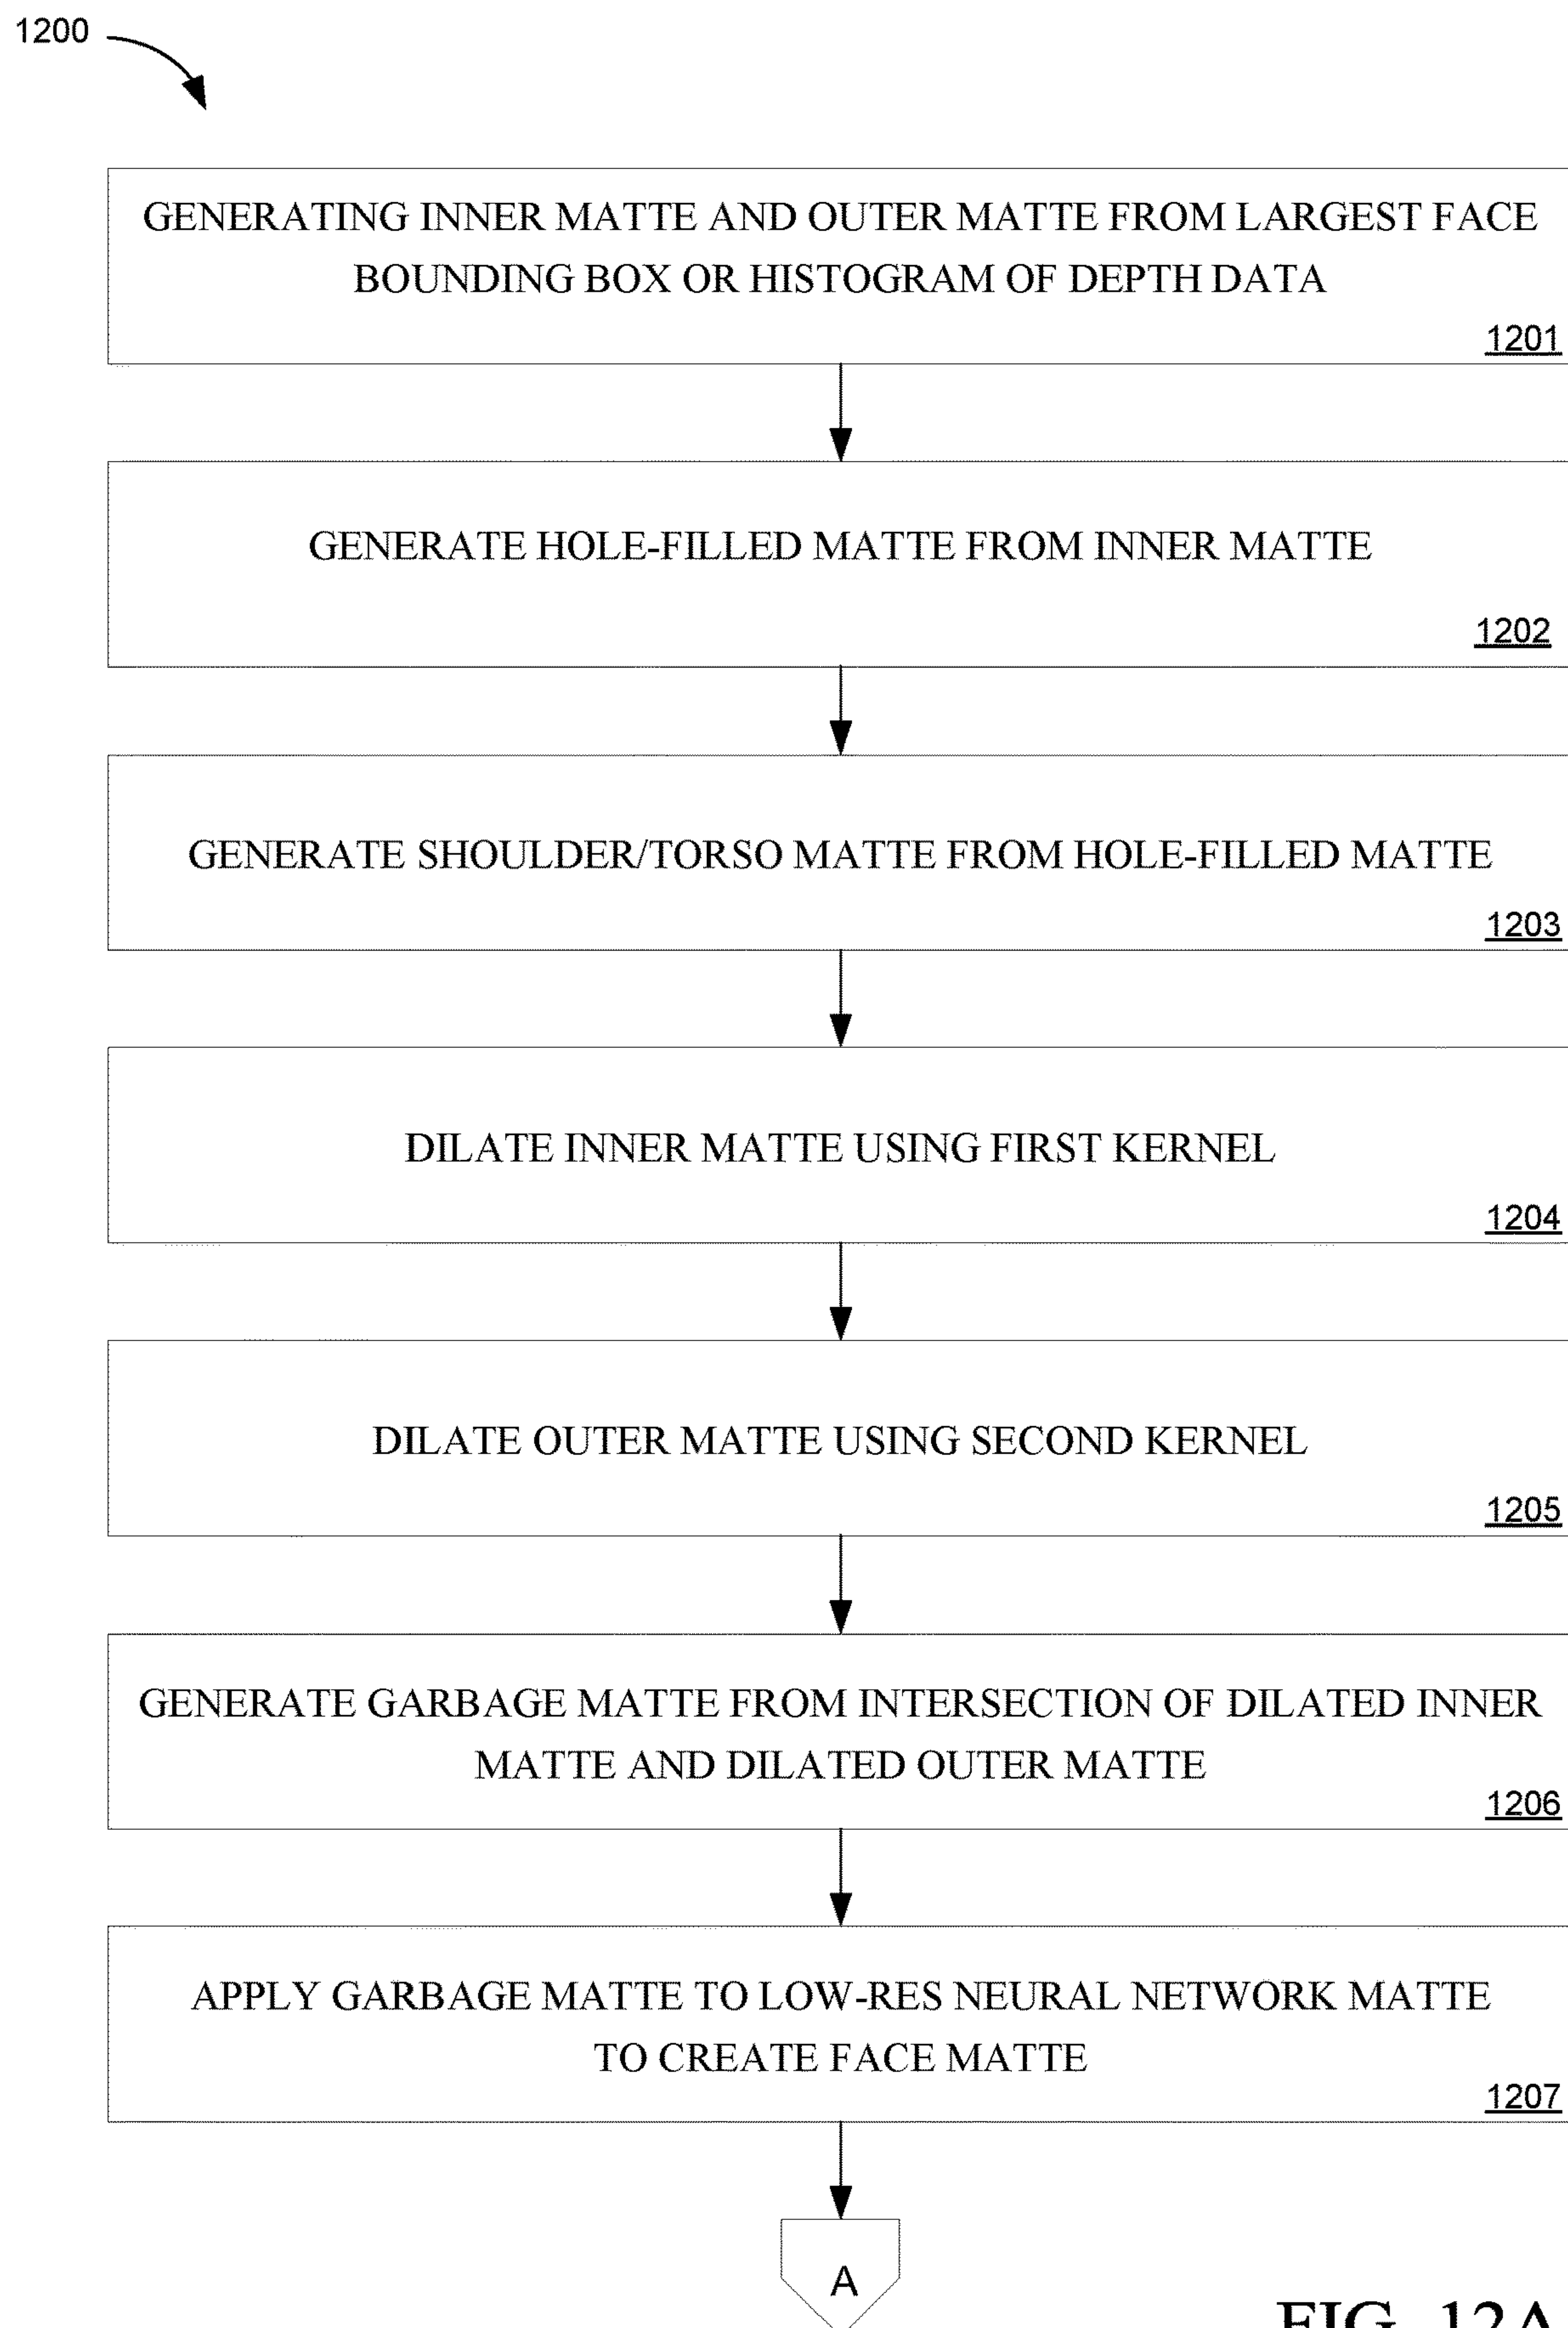 1200
GENERATING INNER MATTE AND OUTER MATTE FROM LARGEST FACE
BOUNDING BOX OR HISTOGRAM OF DEPTH DATA
1201
GENERATE HOLE-FILLED MATTE FROM INNER MATTE
1202
GENERATE SHOULDER/TORSO MATTE FROM HOLE-FILLED MATTE
1203
DILATE INNER MATTE USING FIRST KERNEL
1204
DILATE OUTER MATTE USING SECOND KERNEL
1205
GENERATE GARBAGE MATTE FROM INTERSECTION OF DILATED INNER
MATTE AND DILATED OUTER MATTE
1206
APPLY GARBAGE MATTE TO LOW-RES NEURAL NETWORK MATTE
TO CREATE FACE MATTE
1207
A
FIG. 12A